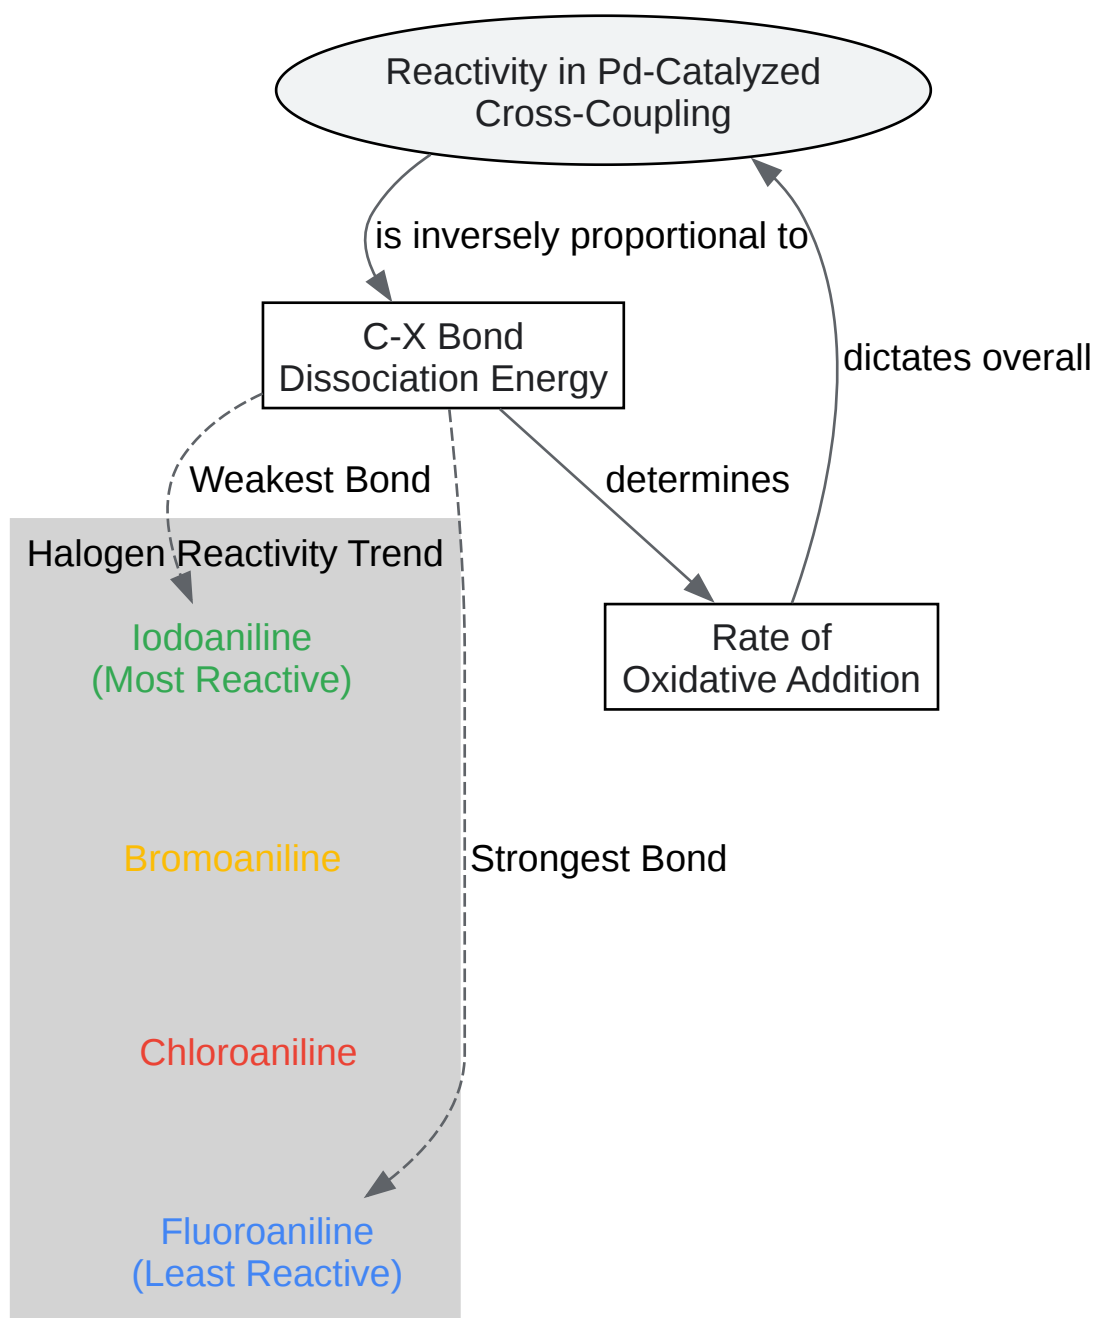 Reactivity in Pd-Catalyzed
Cross-Coupling
is inversely proportional to
C-X Bond
Dissociation Energy
dictates overall
Weakest Bond
determines
Halogen Reactivity Trend
Iodoaniline
(Most Reactive)
Rate of
Oxidative Addition
Bromoaniline
Strongest Bond
Chloroaniline
Fluoroaniline
(Least Reactive)